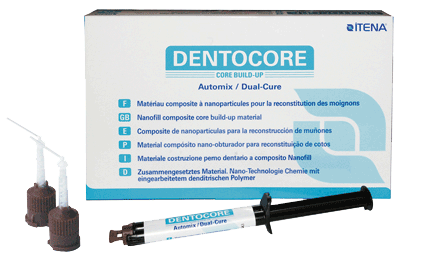 ITENA
DENTOCORE
CORE BUILD-UP
Automix / Dual-Cure
F Matériau composite à nanoparticules pour la reconstitution des moignons
GB Nanofill composite core build-up material
E Composite de nanoparticulas para la reconstrucción de muñones
P Material compósito nano-obturador para reconstituição de cotos
I Materiale costruzione perno dentario a composito Nanofill
D Zusammengesetztes Material. Nano-Technologie Chemie mit
eingearbeitetem denditrischen Polymer
DENTOCORE
Automix / Dual-Cure